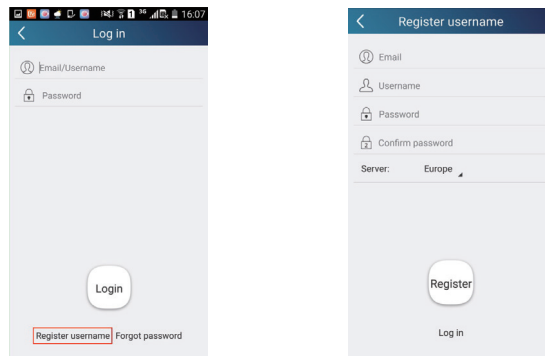 3G 16:07
Log in
Email/Username
Password
Login
Register username Forgot password
Register username
Email
Username
Password
Confirm password
Server: Europe
Register
Log in